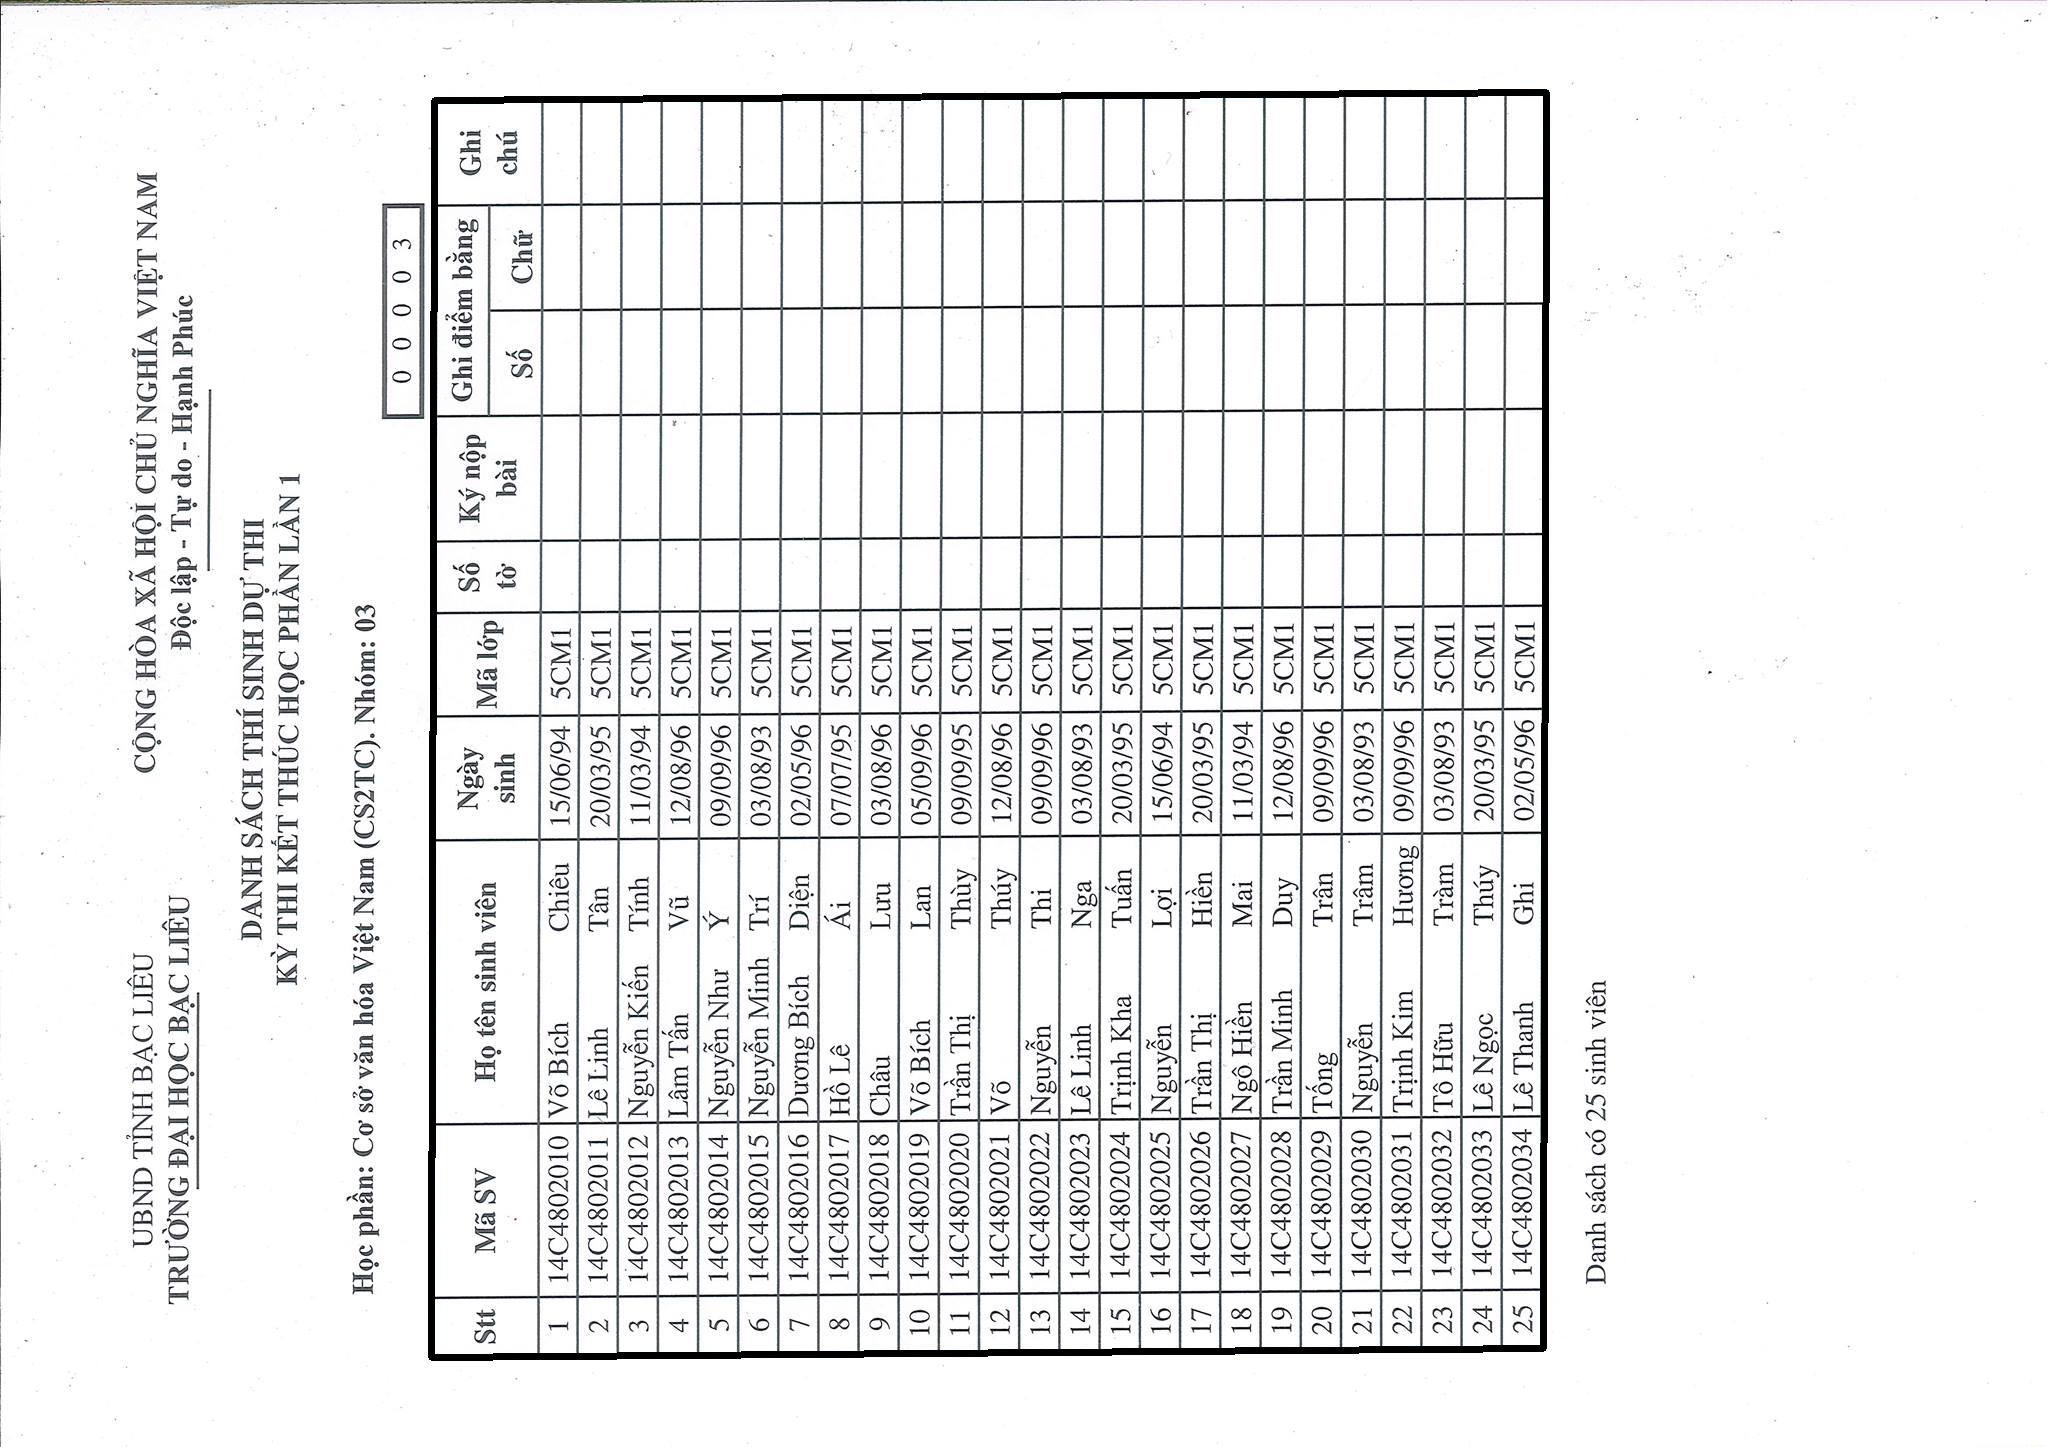 UBND TỈNH BẠC LIÊU
TRƯỜNG ĐẠI HỌC BẠC LIÊU
CỘNG HÒA XÃ HỘI CHỦ NGHĨA VIỆT NAM
Độc lập - Tự do - Hạnh Phúc
DANH SÁCH THÍ SINH DỰ THI
KỲ THI KẾT THÚC HỌC PHẦN LẦN 1
Học phần: Cơ sở văn hóa Việt Nam (CS2TC). Nhóm: 03
0 0 0 0 3
Stt Mã SV Họ tên sinh viên Ngày sinh Mã lớp Số tờ Ký nộp bài Ghi điểm bằng Số Chữ Ghi chú
1 14C4802010 Võ Bích Chiêu 15/06/94 5CM1
2 14C4802011 Lê Linh Tân 20/03/95 5CM1
3 14C4802012 Nguyễn Kiến Tính 11/03/94 5CM1
4 14C4802013 Lâm Tấn Vũ 12/08/96 5CM1
5 14C4802014 Nguyễn Như Ý 09/09/96 5CM1
6 14C4802015 Nguyễn Minh Trí 03/08/93 5CM1
7 14C4802016 Dương Bích Diện 02/05/96 5CM1
8 14C4802017 Hồ Lê Ái 07/07/95 5CM1
9 14C4802018 Châu Lưu 03/08/96 5CM1
10 14C4802019 Võ Bích Lan 05/09/96 5CM1
11 14C4802020 Trần Thị Thùy 09/09/95 5CM1
12 14C4802021 Võ Thúy 12/08/96 5CM1
13 14C4802022 Nguyễn Thi 09/09/96 5CM1
14 14C4802023 Lê Linh Nga 03/08/93 5CM1
15 14C4802024 Trịnh Kha Tuấn 20/03/95 5CM1
16 14C4802025 Nguyễn Lợi 15/06/94 5CM1
17 14C4802026 Trần Thị Hiền 20/03/95 5CM1
18 14C4802027 Ngô Hiền Mai 11/03/94 5CM1
19 14C4802028 Trần Minh Duy 12/08/96 5CM1
20 14C4802029 Tống Trân 09/09/96 5CM1
21 14C4802030 Nguyễn Trâm 03/08/93 5CM1
22 14C4802031 Trịnh Kim Hương 09/09/96 5CM1
23 14C4802032 Tô Hữu Tràm 03/08/93 5CM1
24 14C4802033 Lê Ngọc Thúy 20/03/95 5CM1
25 14C4802034 Lê Thanh Ghi 02/05/96 5CM1
Danh sách có 25 sinh viên